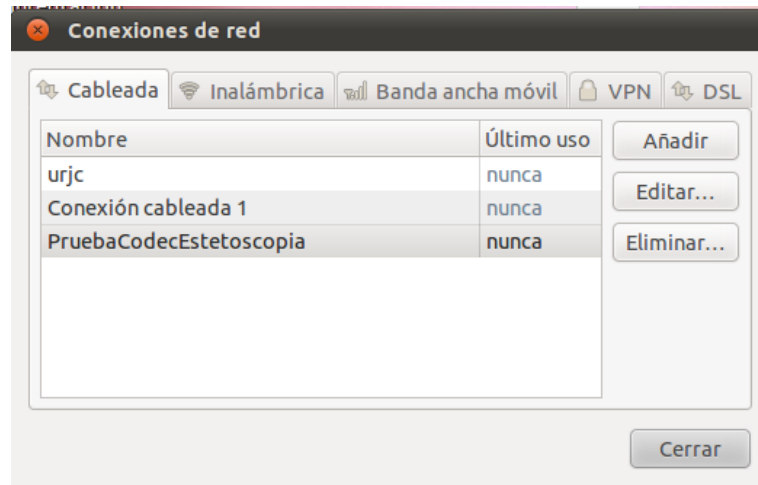 Conexiones de red
Cableada Inalámbrica Banda ancha móvil VPN DSL
Nombre Último uso Añadir
urjc nunca
Editar...
Conexión cableada 1 nunca
PruebaCodecEstetoscopia nunca Eliminar...
Cerrar